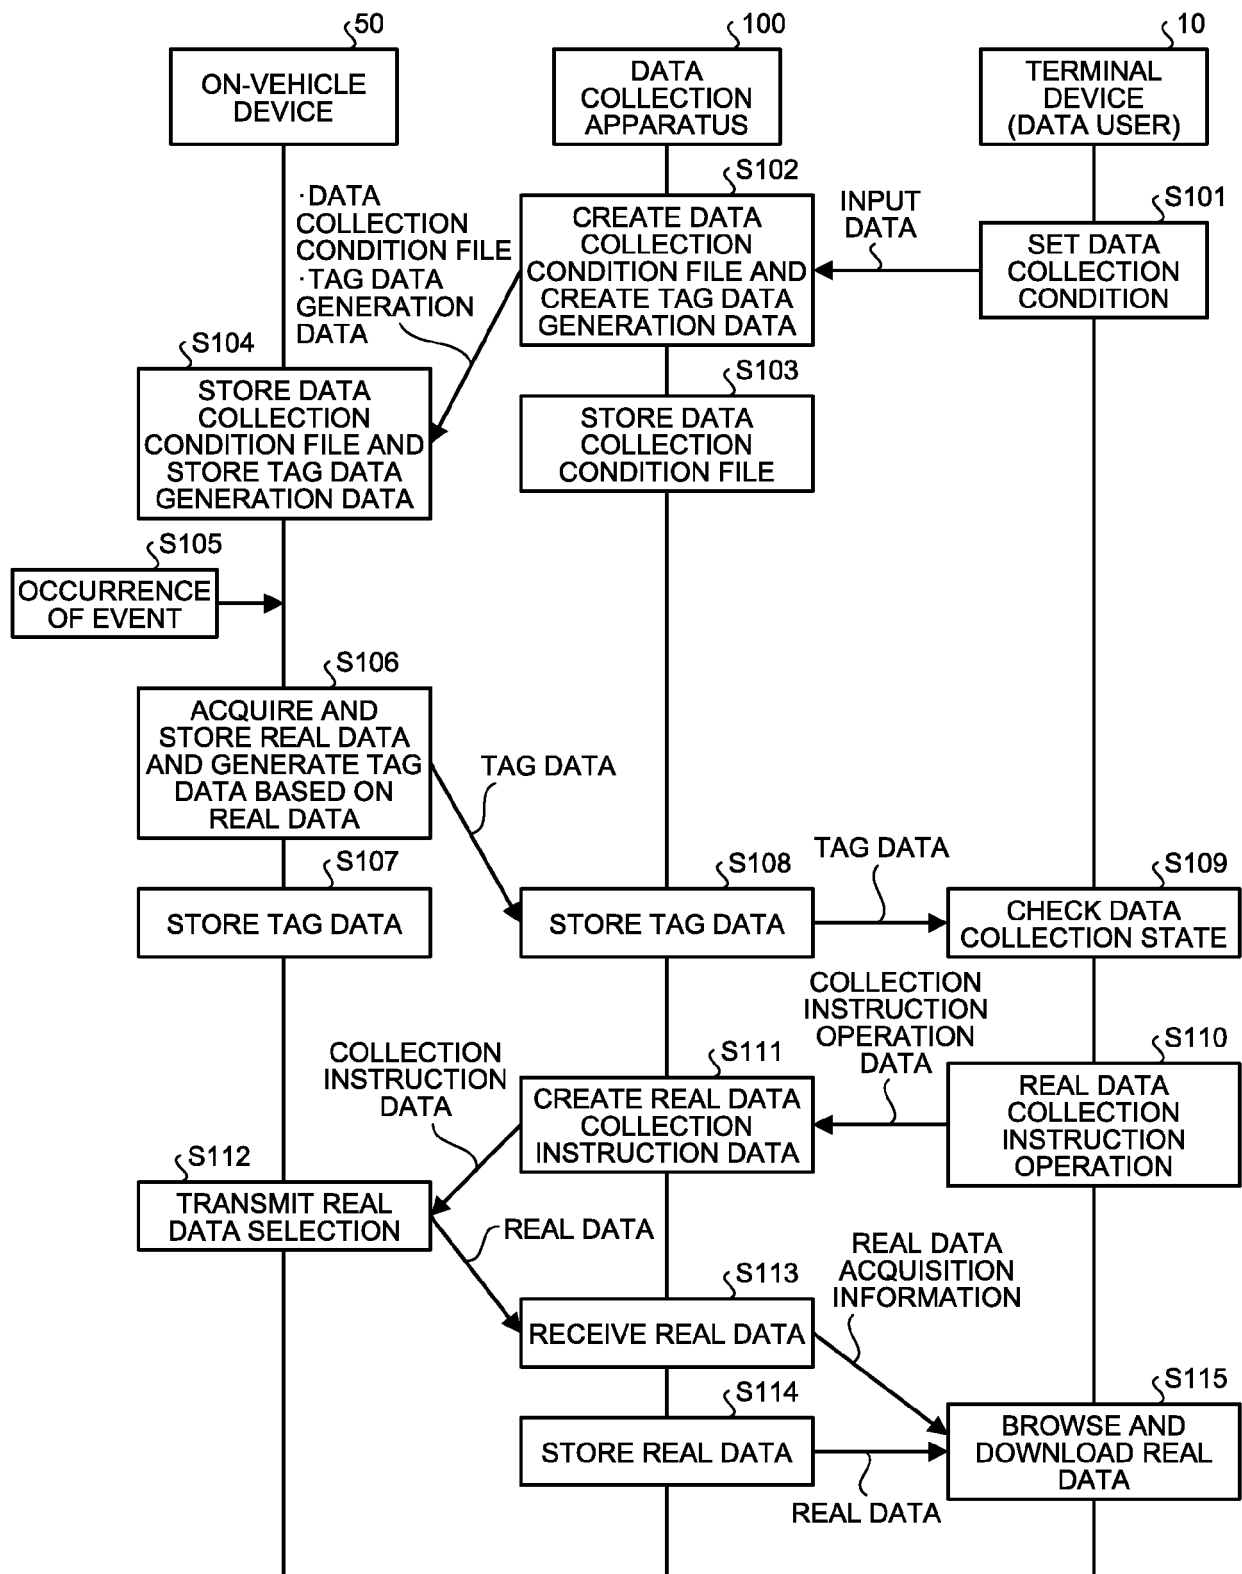 50
100
10
ON-VEHICLE
DEVICE
DATA
COLLECTION
APPARATUS
TERMINAL
DEVICE
(DATA USER)
S102
CREATE DATA
COLLECTION
CONDITION FILE AND
CREATE TAG DATA
GENERATION DATA
INPUT
DATA
S101
SET DATA
COLLECTION
CONDITION
·DATA
COLLECTION
CONDITION FILE
·TAG DATA
GENERATION
DATA
S104
STORE DATA
COLLECTION
CONDITION FILE AND
STORE TAG DATA
GENERATION DATA
S103
STORE DATA
COLLECTION
CONDITION FILE
S105
OCCURRENCE
OF EVENT
S106
ACQUIRE AND
STORE REAL DATA
AND GENERATE TAG
DATA BASED ON
REAL DATA
TAG DATA
S107
STORE TAG DATA
S108
STORE TAG DATA
TAG DATA
S109
CHECK DATA
COLLECTION STATE
COLLECTION
INSTRUCTION
OPERATION
DATA
S110
REAL DATA
COLLECTION
INSTRUCTION
OPERATION
S111
CREATE REAL DATA
COLLECTION
INSTRUCTION DATA
COLLECTION
INSTRUCTION
DATA
S112
TRANSMIT REAL
DATA SELECTION
REAL DATA
S113
RECEIVE REAL DATA
REAL DATA
ACQUISITION
INFORMATION
S114
STORE REAL DATA
REAL DATA
S115
BROWSE AND
DOWNLOAD REAL
DATA